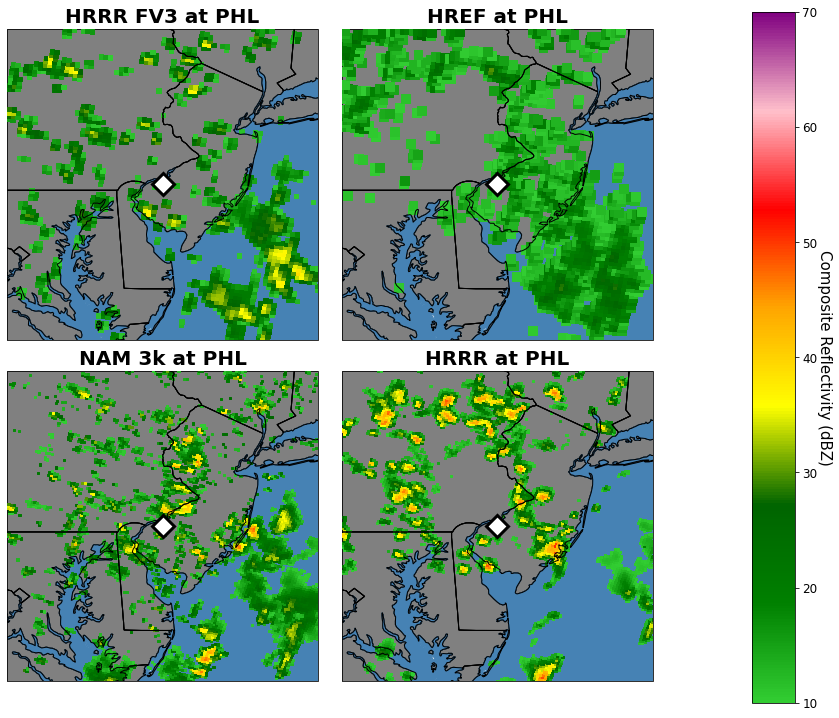 HRRR FV3 at PHL
HREF at PHL
NAM 3k at PHL
HRRR at PHL
70
60
50
40
30
20
10
Composite Reflectivity (dBZ)